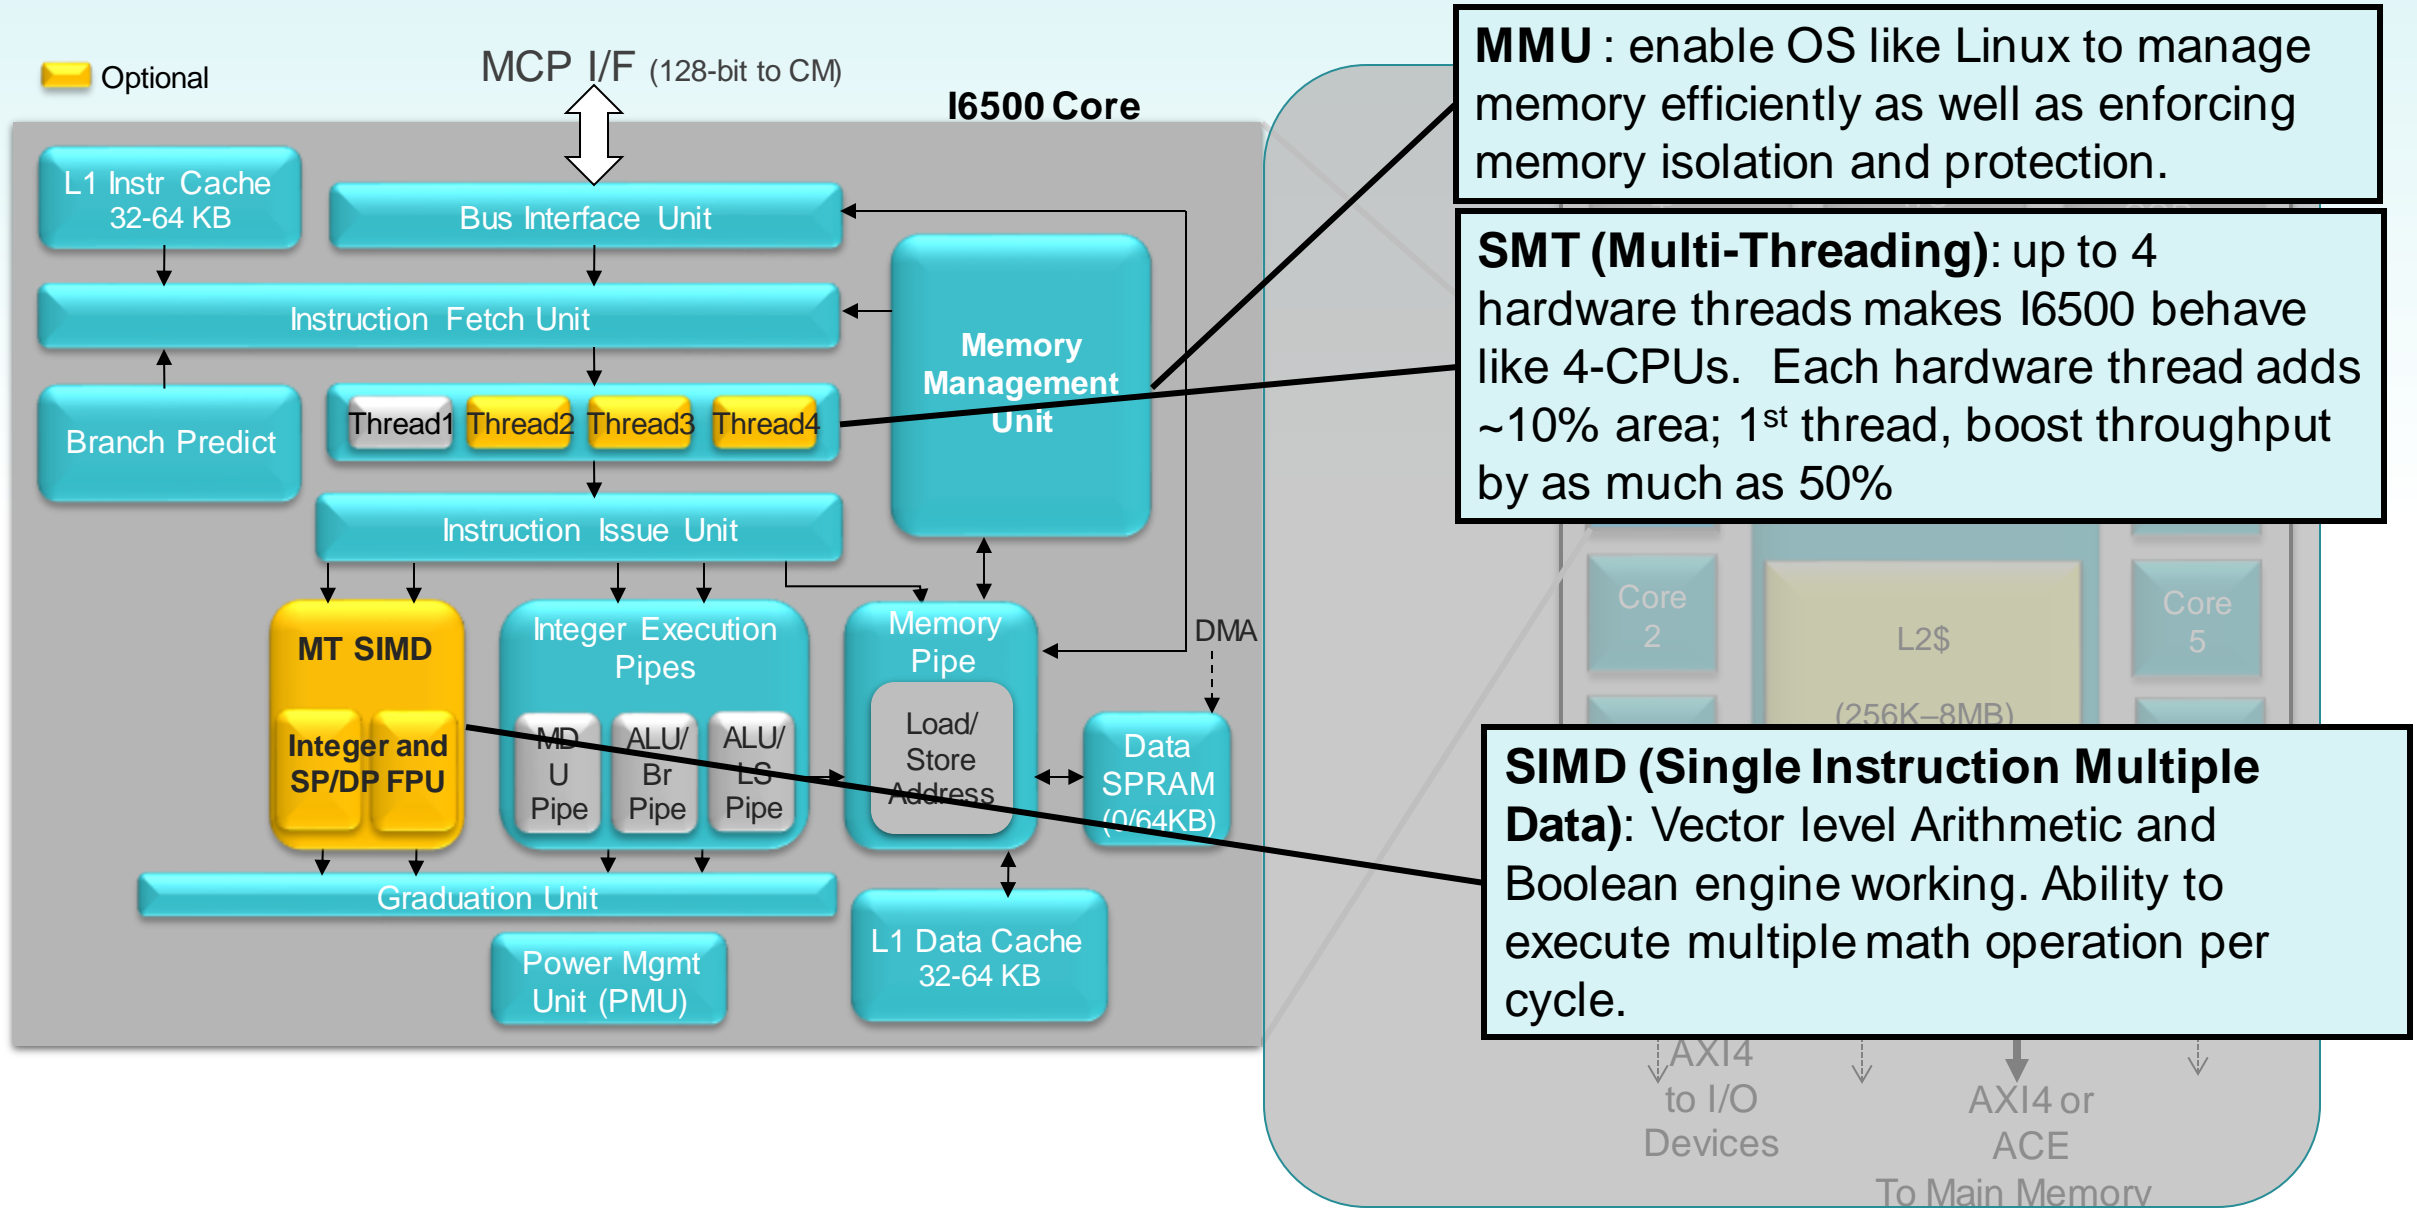 Optional
MCP I/F (128-bit to CM)
I6500 Core
L1 Instr Cache
32-64 KB
Bus Interface Unit
Instruction Fetch Unit
Memory
Management
Unit
Branch Predict
Thread1
Thread2
Thread3
Thread4
Instruction Issue Unit
MT SIMD
Integer and
SP/DP FPU
Integer Execution
Pipes
MD
U
Pipe
ALU/
Br
Pipe
ALU/
LS
Pipe
Memory
Pipe
Load/
Store
Address
DMA
Data
SPRAM
(0/64KB)
Graduation Unit
Power Mgmt
Unit (PMU)
L1 Data Cache
32-64 KB
MMU : enable OS like Linux to manage
memory efficiently as well as enforcing
memory isolation and protection.
SMT (Multi-Threading): up to 4
hardware threads makes I6500 behave
like 4-CPUs. Each hardware thread adds
~10% area; 1st thread, boost throughput
by as much as 50%
Core
2
L2$
(256K–8MB)
Core
5
SIMD (Single Instruction Multiple
Data): Vector level Arithmetic and
Boolean engine working. Ability to
execute multiple math operation per
cycle.
AXI4
to I/O
Devices
AXI4 or
ACE
To Main Memory